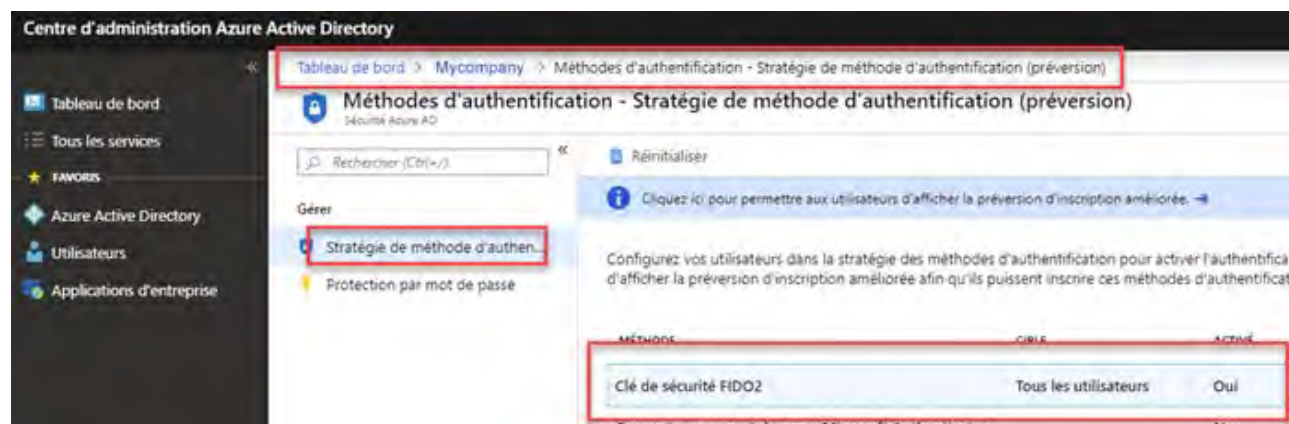 Centre d'administration Azure Active Directory
Tableau de bord > Mycompany > Méthodes d'authentification - Stratégie de méthode d'authentification (préversion)
Tableau de bord
Tous les services
FAVORIS
Azure Active Directory
Utilisateurs
Applications d'entreprise
Méthodes d'authentification - Stratégie de méthode d'authentification (préversion)
Sécurité Azure AD
Rechercher (Ctrl+/)
Gérer
Stratégie de méthode d'authen...
Protection par mot de passe
Réinitialiser
Cliquez ici pour permettre aux utilisateurs d'afficher la préversion d'inscription améliorée. →
Configurez vos utilisateurs dans la stratégie des méthodes d'authentification pour activer l'authentifica
d'afficher la préversion d'inscription améliorée afin qu'ils puissent inscrire ces méthodes d'authentificat
MÉTHODE CIBLE ACTIVÉ
Clé de sécurité FIDO2 Tous les utilisateurs Oui